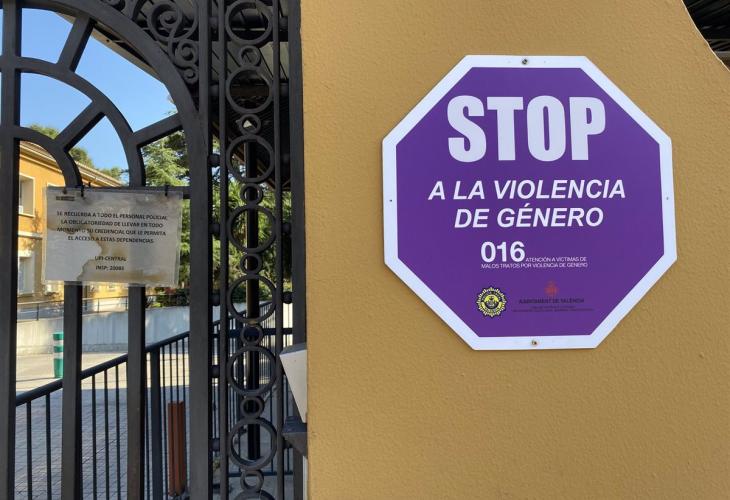 SE RECUERDA A TODO EL PERSONAL POLICIAL
LA OBLIGATORIEDAD DE LLEVAR EN TODO
MOMENTO SU CREDENCIAL QUE LE PERMITA
EL ACCESO A ESTAS DEPENDENCIAS.
UPI-CENTRAL
INSP: 20083
STOP
A LA VIOLENCIA
DE GÉNERO
016 ATENCIÓN A VÍCTIMAS DE
MALOS TRATOS POR VIOLENCIA DE GÉNERO
AJUNTAMENT DE VALÈNCIA